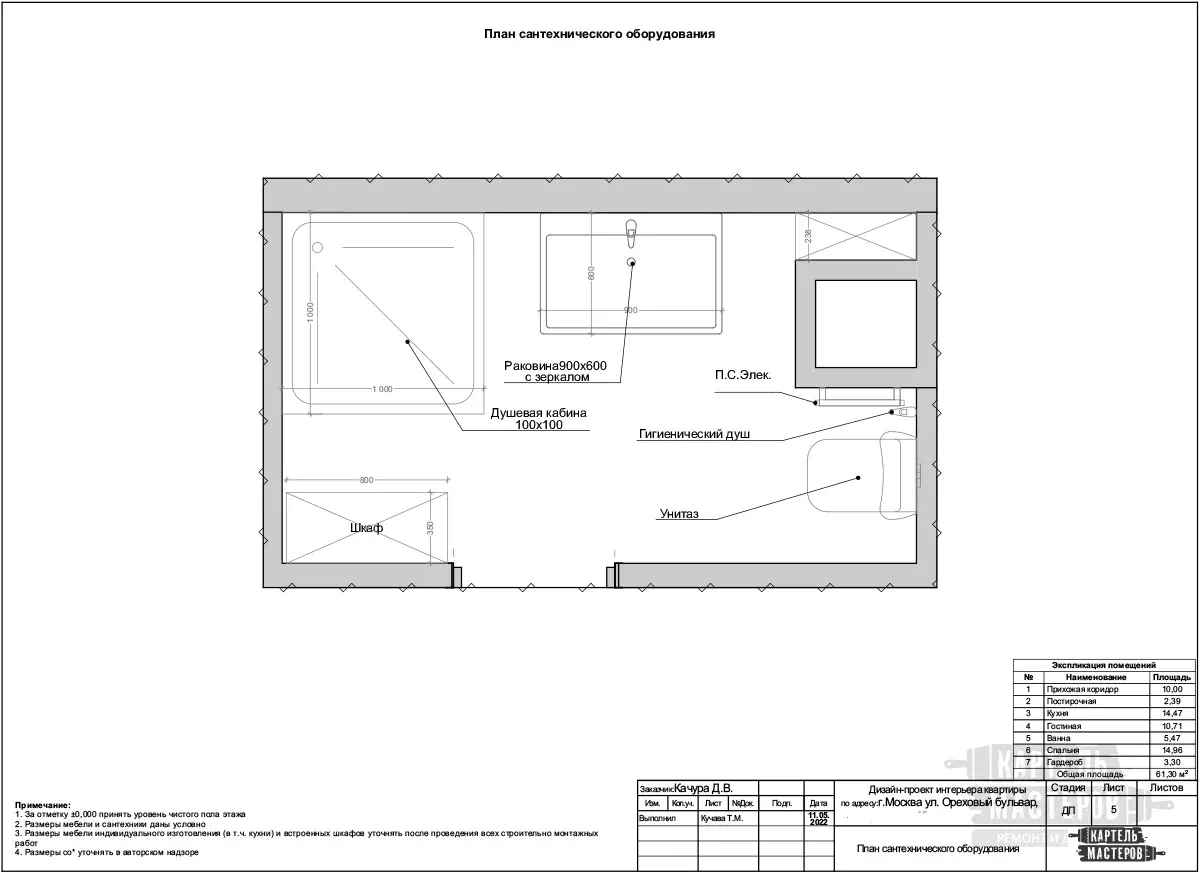 План сантехнического оборудования
238
600
900
1 000
1 000
Раковина900х600
с зеркалом
П.С.Элек.
Душевая кабина
100х100
Гигиенический душ
800
Унитаз
Шкаф
350
Экспликация помещений
№ Наименование Площадь
1 Прихожая коридор 10,00
2 Постирочная 2,39
3 Кухня 14,47
4 Гостиная 10,71
5 Ванна 5,47
6 Спальня 14,96
7 Гардероб 3,30
Общая площадь 61,30 м²
Примечание:
1. За отметку ±0,000 принять уровень чистого пола этажа
2. Размеры мебели и сантехники даны условно
3. Размеры мебели индивидуального изготовления (в т.ч. кухни) и встроенных шкафов уточнять после проведения всех строительно монтажных
работ
4. Размеры со* уточнять в авторском надзоре
Заказчик:Качура Д.В.
Изм. Кол.уч. Лист №Док. Подп. Дата
Выполнил Кучава Т.М. 11.05.
2022
Дизайн-проект интерьера квартиры
по адресу:г.Москва ул. Ореховый бульвар,
Стадия Лист Листов
ДП 5
План сантехнического оборудования
КАРТЕЛЬ
МАСТЕРОВ
КАРТЕЛЬ
МАСТЕРОВ